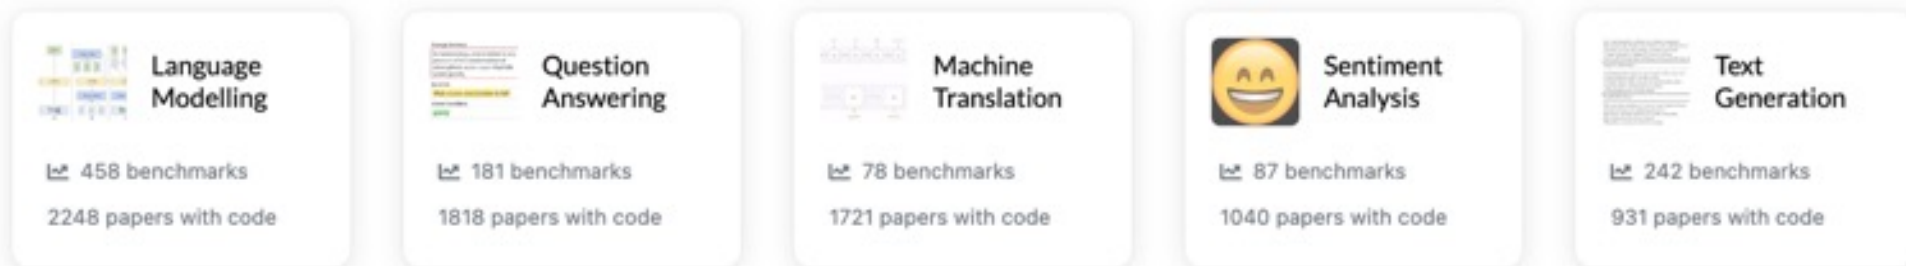 Language
Modelling
458 benchmarks
2248 papers with code
Question
Answering
181 benchmarks
1818 papers with code
Machine
Translation
78 benchmarks
1721 papers with code
Sentiment
Analysis
87 benchmarks
1040 papers with code
Text
Generation
242 benchmarks
931 papers with code